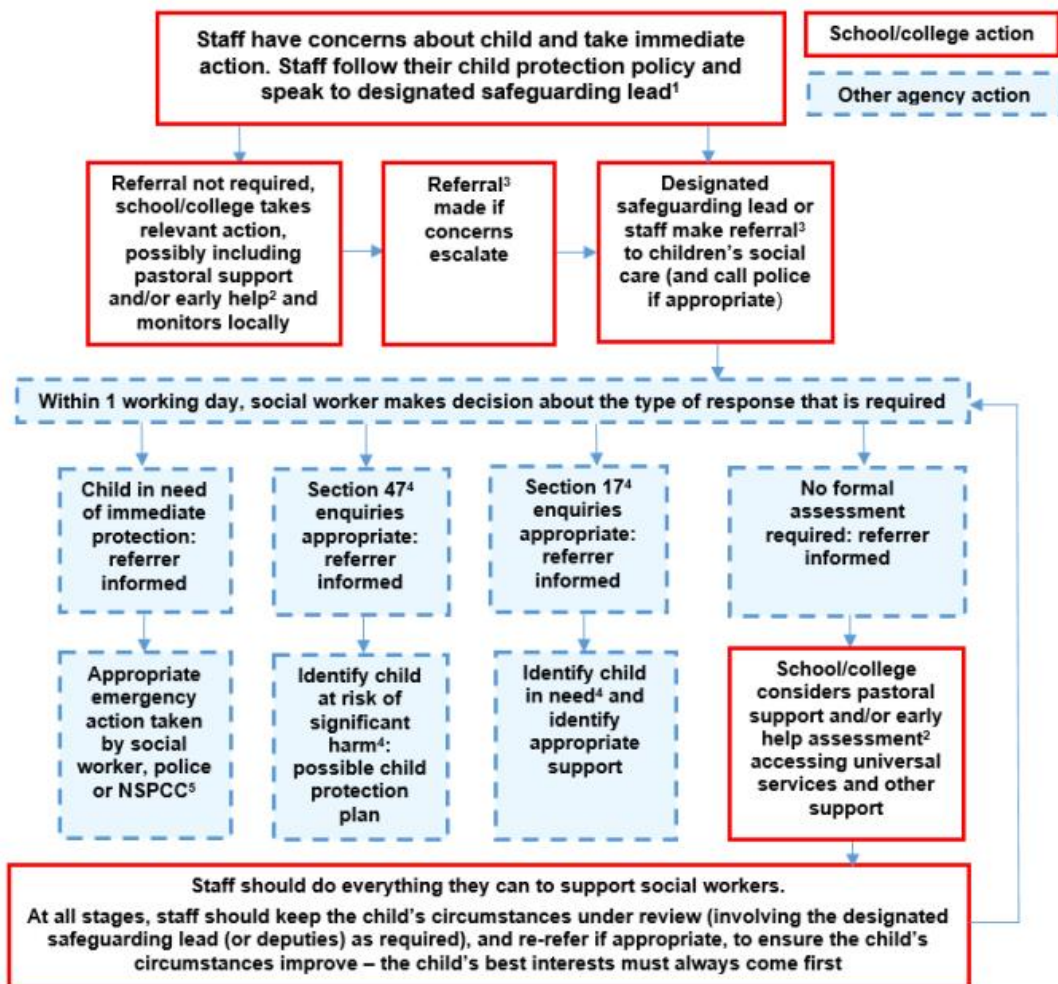 Staff have concerns about child and take immediate
action. Staff follow their child protection policy and
speak to designated safeguarding lead¹
School/college action
Other agency action
Referral not required,
school/college takes
relevant action,
possibly including
pastoral support
and/or early help² and
monitors locally
Referral³
made if
concerns
escalate
Designated
safeguarding lead or
staff make referral³
to children's social
care (and call police
if appropriate)
Within 1 working day, social worker makes decision about the type of response that is required
Child in need
of immediate
protection:
referrer
informed
Section 47⁴
enquiries
appropriate:
referrer
informed
Section 17⁴
enquiries
appropriate:
referrer
informed
No formal
assessment
required: referrer
informed
Appropriate
emergency
action taken
by social
worker, police
or NSPCC⁵
Identify child
at risk of
significant
harm⁴:
possible child
protection
plan
Identify child
in need⁴ and
identify
appropriate
support
School/college
considers pastoral
support and/or early
help assessment²
accessing universal
services and other
support
Staff should do everything they can to support social workers.
At all stages, staff should keep the child's circumstances under review (involving the designated
safeguarding lead (or deputies) as required), and re-refer if appropriate, to ensure the child's
circumstances improve – the child's best interests must always come first